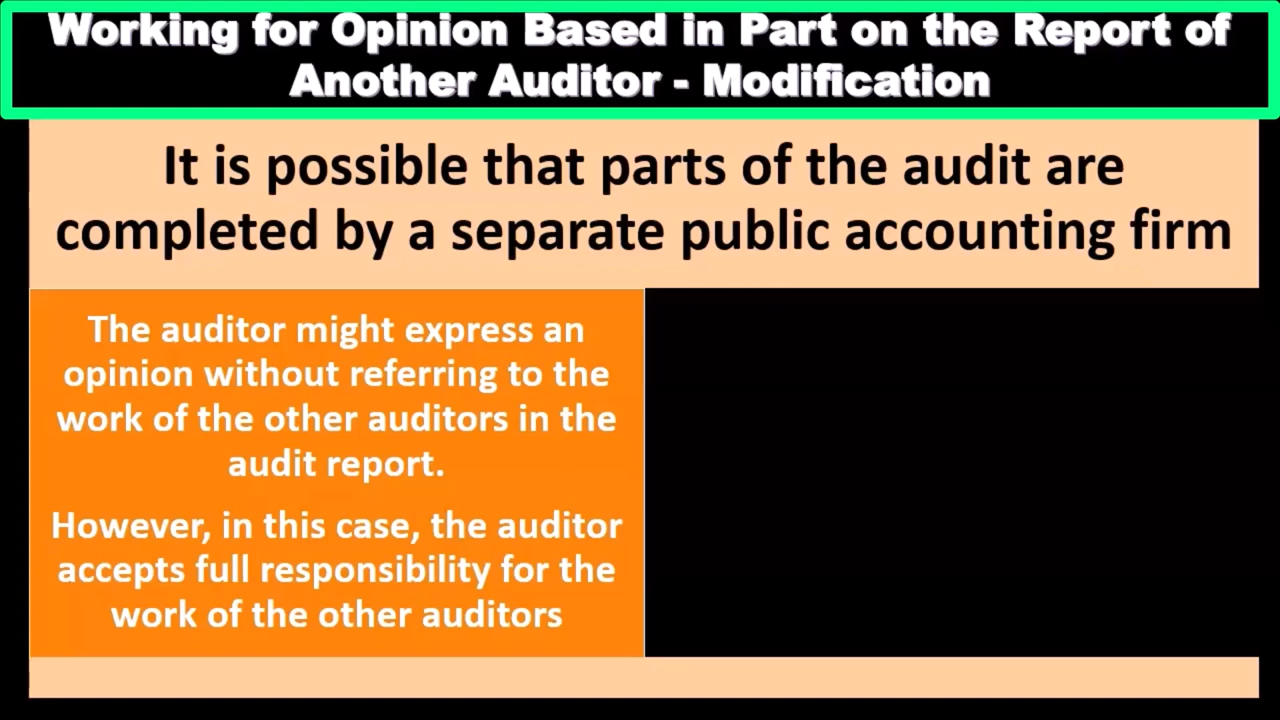 Working for Opinion Based in Part on the Report of
Another Auditor - Modification
It is possible that parts of the audit are
completed by a separate public accounting firm
The auditor might express an
opinion without referring to the
work of the other auditors in the
audit report.
However, in this case, the auditor
accepts full responsibility for the
work of the other auditors